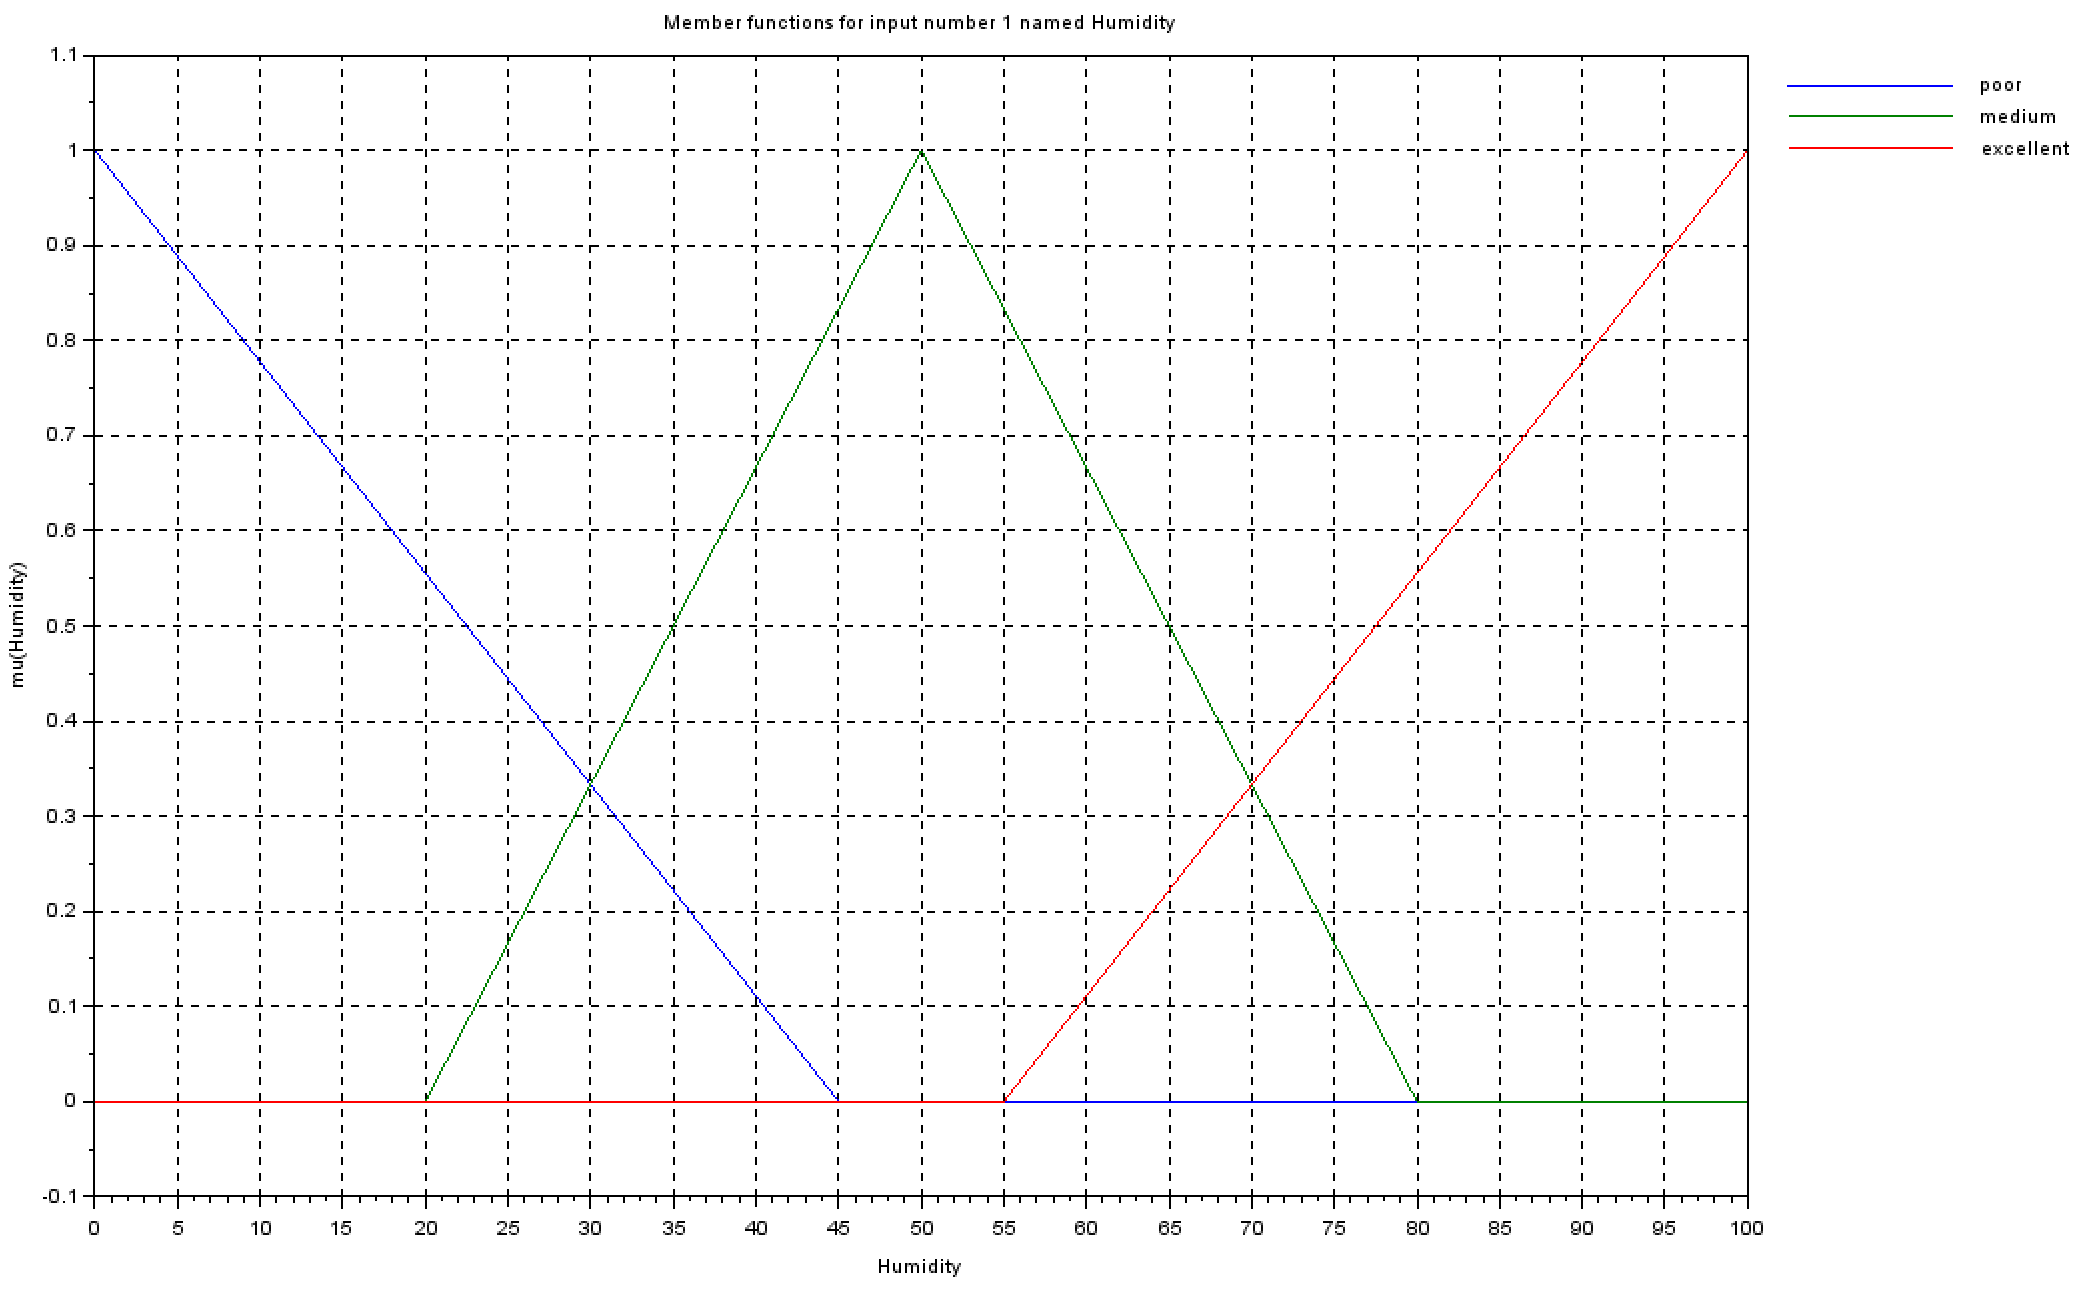 Member functions for input number 1 named Humidity
1.1
1
0.9
0.8
0.7
0.6
0.5
0.4
0.3
0.2
0.1
0
-0.1
mu(Humidity)
0 5 10 15 20 25 30 35 40 45 50 55 60 65 70 75 80 85 90 95 100
Humidity
poor
medium
excellent